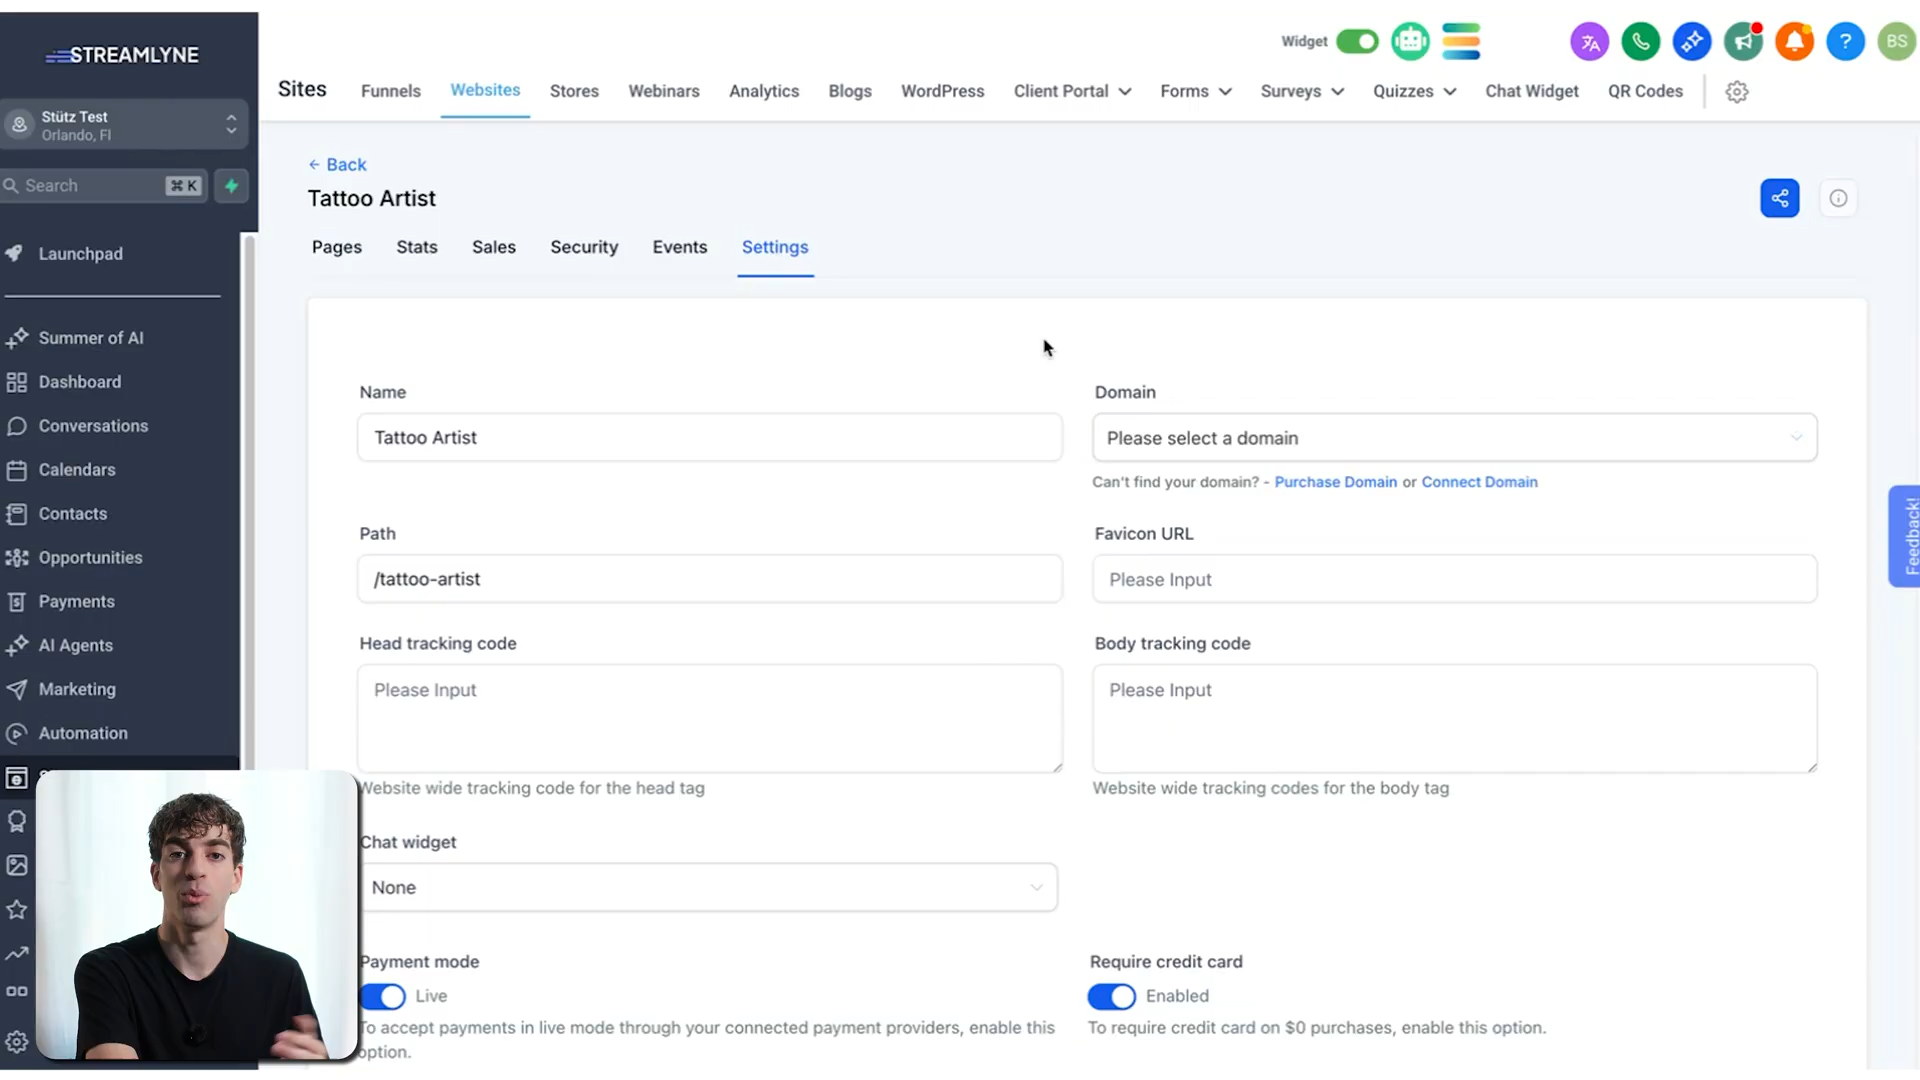 STREAMLYNE
Stütz Test
Orlando, Fl
Search
⌘ K
Launchpad
Summer of AI
Dashboard
Conversations
Calendars
Contacts
Opportunities
Payments
AI Agents
Marketing
Automation
Widget
BS
Sites
Funnels
Websites
Stores
Webinars
Analytics
Blogs
WordPress
Client Portal
Forms
Surveys
Quizzes
Chat Widget
QR Codes
← Back
Tattoo Artist
Pages
Stats
Sales
Security
Events
Settings
Name
Tattoo Artist
Domain
Please select a domain
Can't find your domain? - Purchase Domain or Connect Domain
Path
/tattoo-artist
Favicon URL
Please Input
Head tracking code
Please Input
Website wide tracking code for the head tag
Body tracking code
Please Input
Website wide tracking codes for the body tag
Chat widget
None
Payment mode
Live
To accept payments in live mode through your connected payment providers, enable this
option.
Require credit card
Enabled
To require credit card on $0 purchases, enable this option.
Feedback!